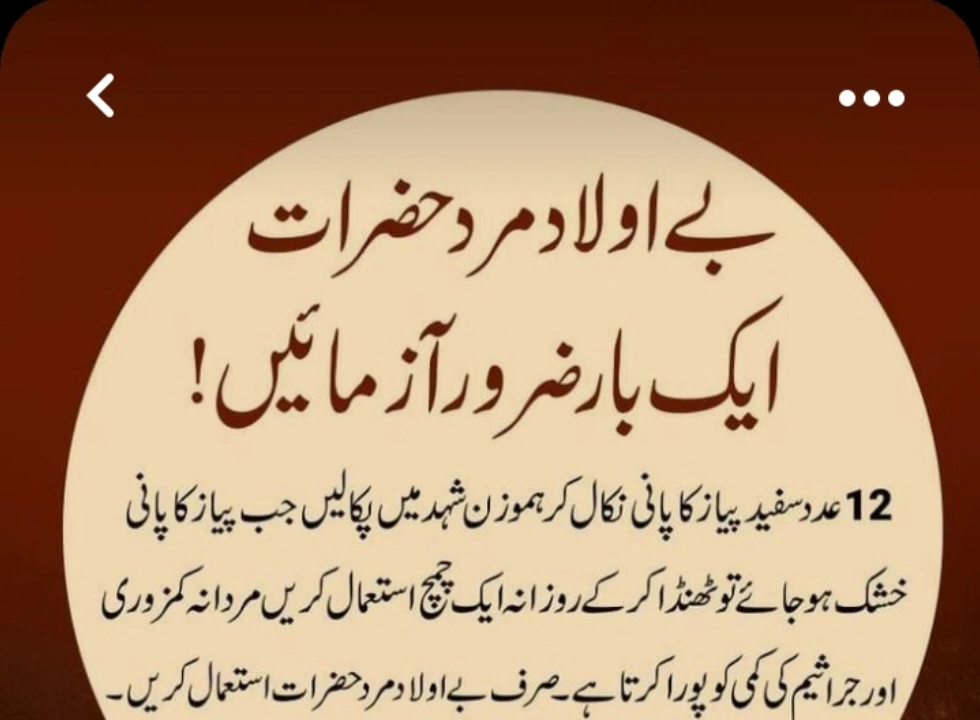 بے اولاد مرد حضرات
ایک بار ضرور آزمائیں!
12 عدد سفید پیاز کا پانی نکال کر ہموزن شہد میں پکالیں جب پیاز کا پانی
خشک ہو جائے تو ٹھنڈا کر کے روزانہ ایک چمچ استعمال کریں مردانہ کمزوری
اور جراثیم کی کمی کو پورا کرتا ہے۔ صرف بے اولاد مرد حضرات استعمال کریں۔